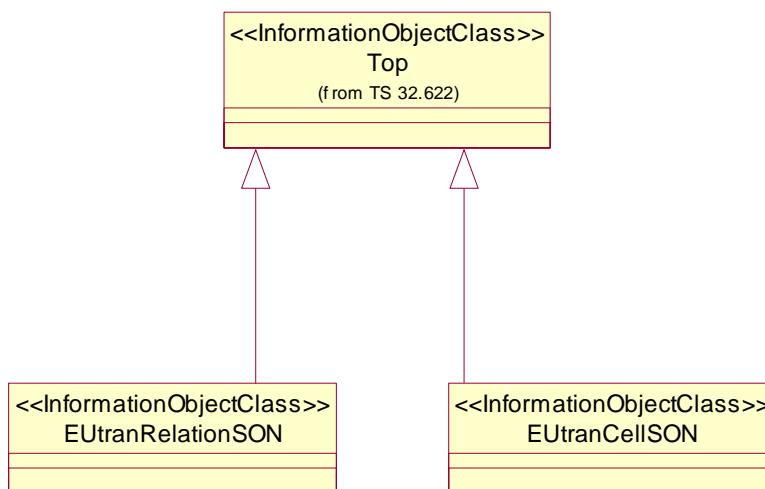 <<InformationObjectClass>>
Top
(from TS 32.622)
<<InformationObjectClass>>
EUtranRelationSON
<<InformationObjectClass>>
EUtranCellSON